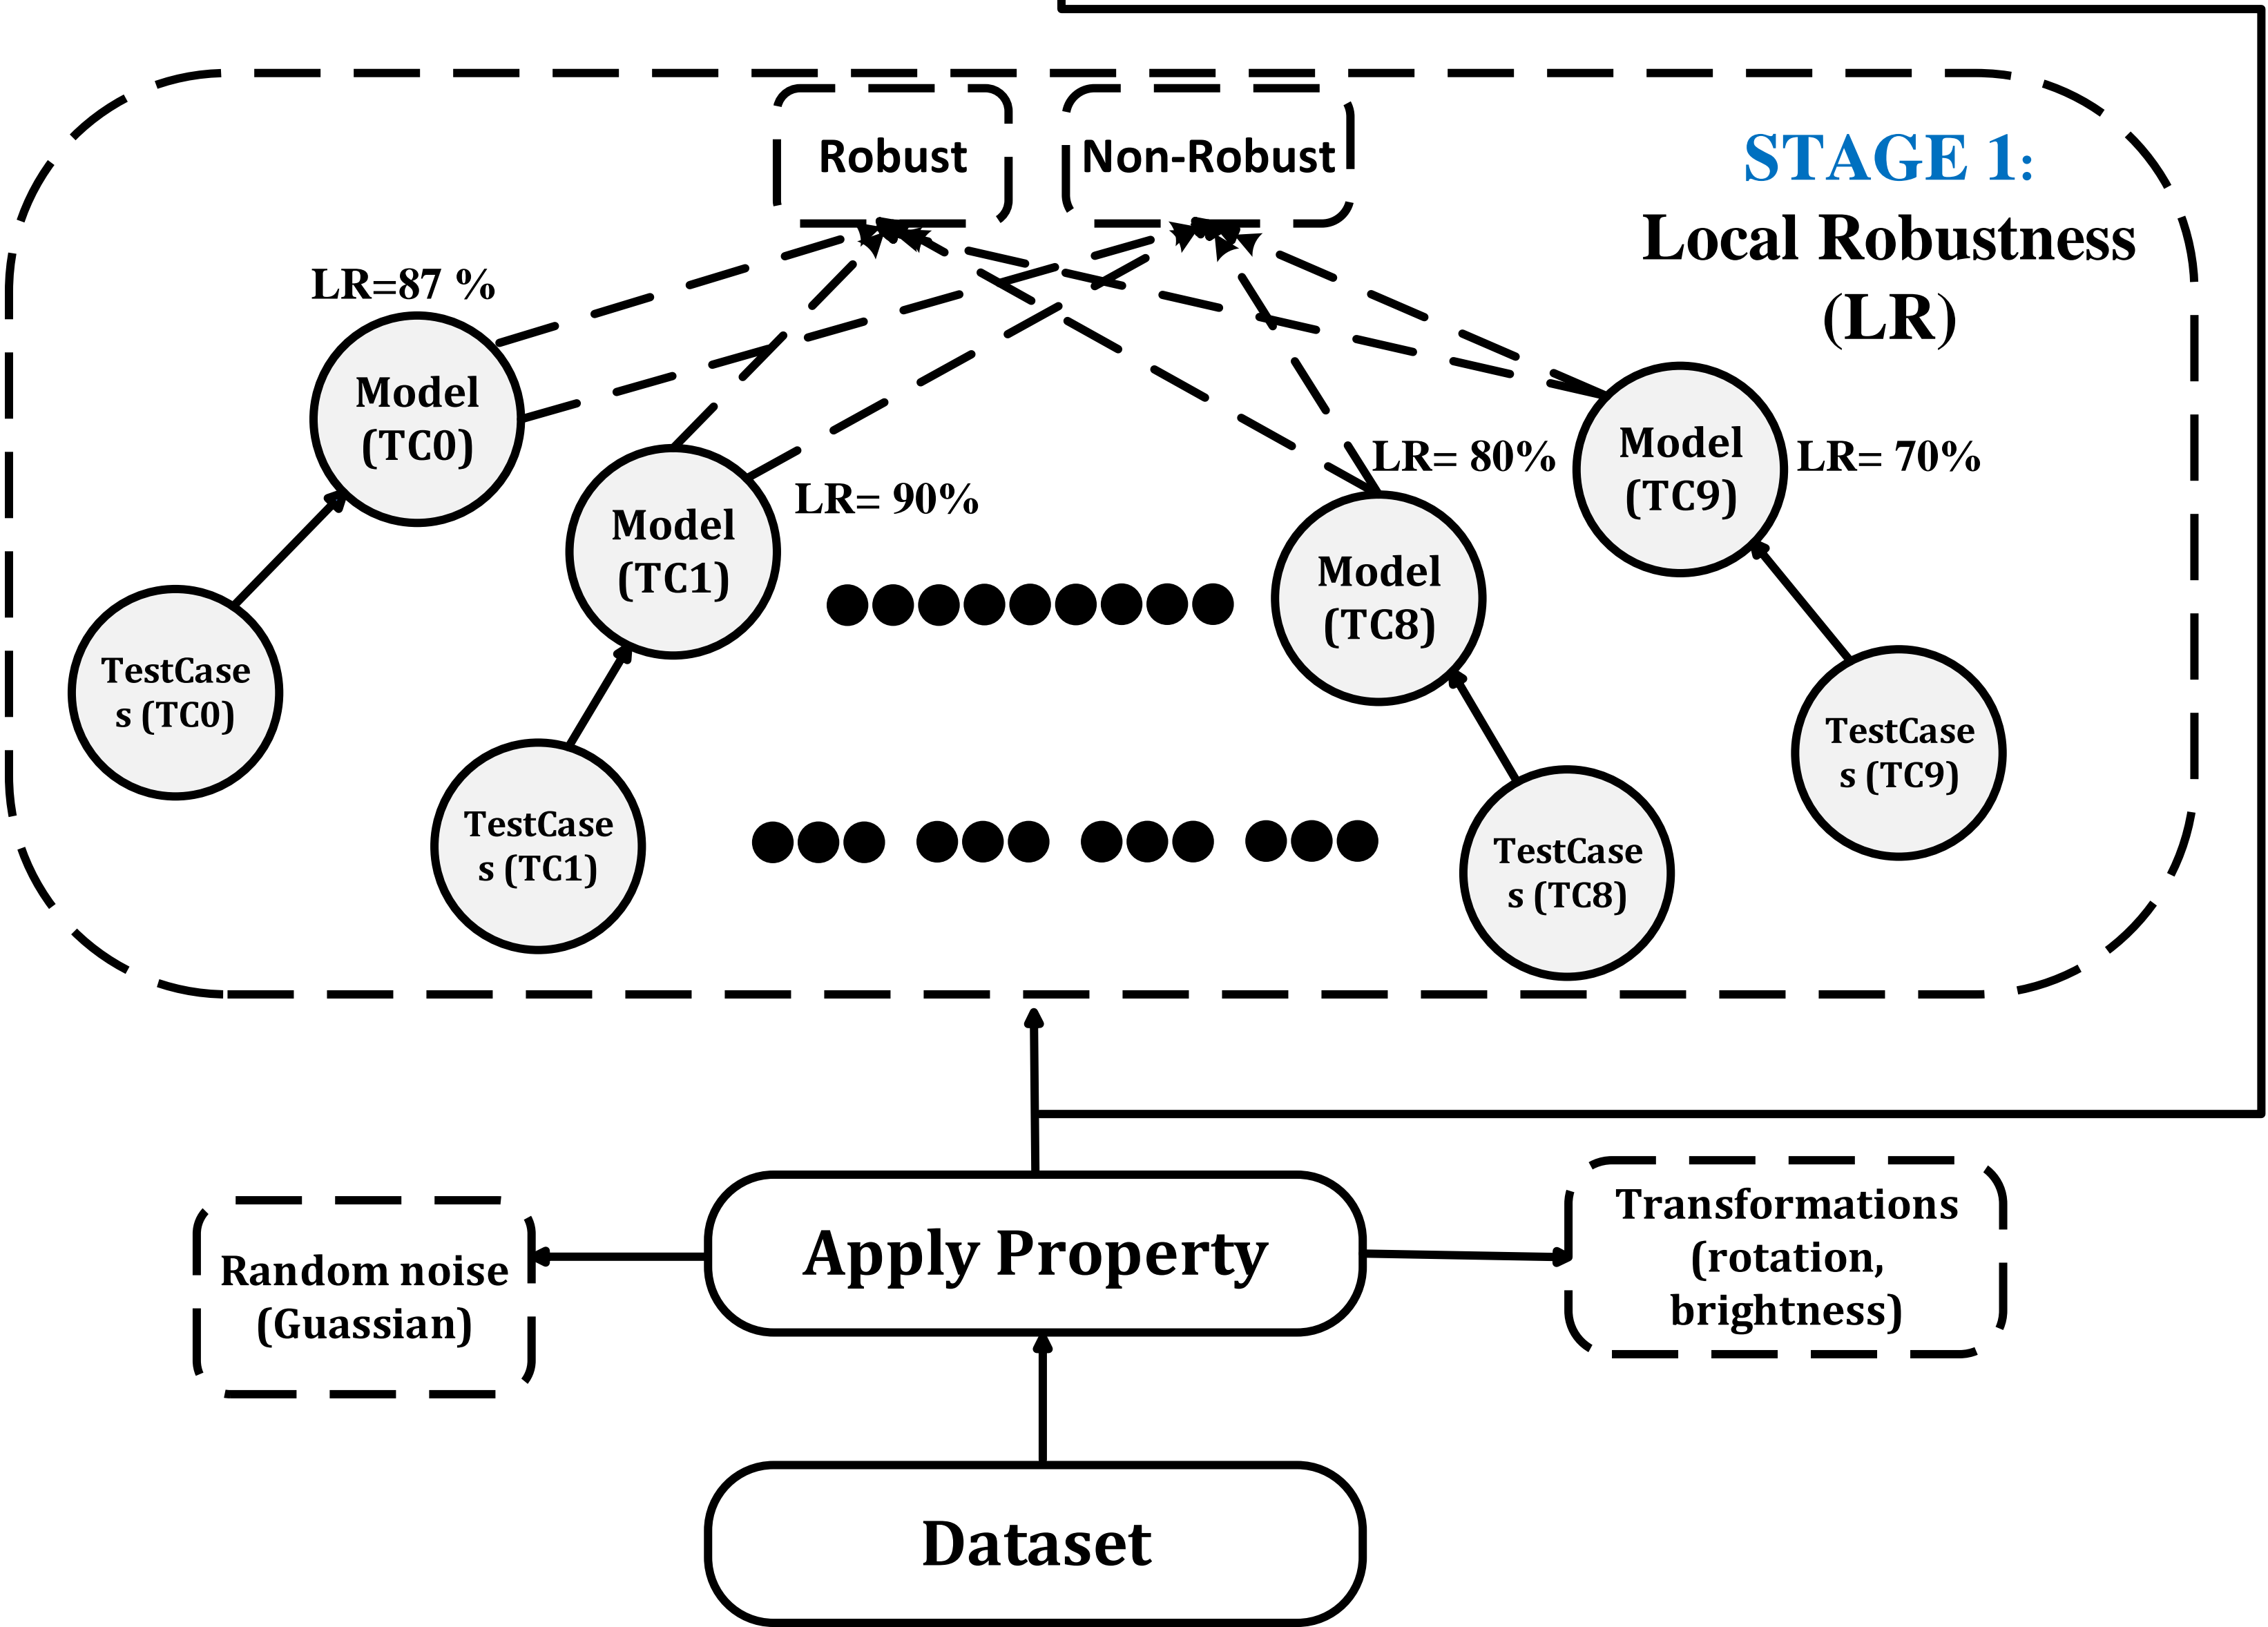 Robust
Non-Robust
STAGE 1:
Local Robustness
(LR)
LR=87 %
Model
(TC0)
LR= 90%
Model
(TC1)
LR= 80%
Model
(TC8)
Model
(TC9)
LR= 70%
TestCase
s (TC0)
TestCase
s (TC1)
TestCase
s (TC8)
TestCase
s (TC9)
Apply Property
Random noise
(Guassian)
Transformations
(rotation,
brightness)
Dataset